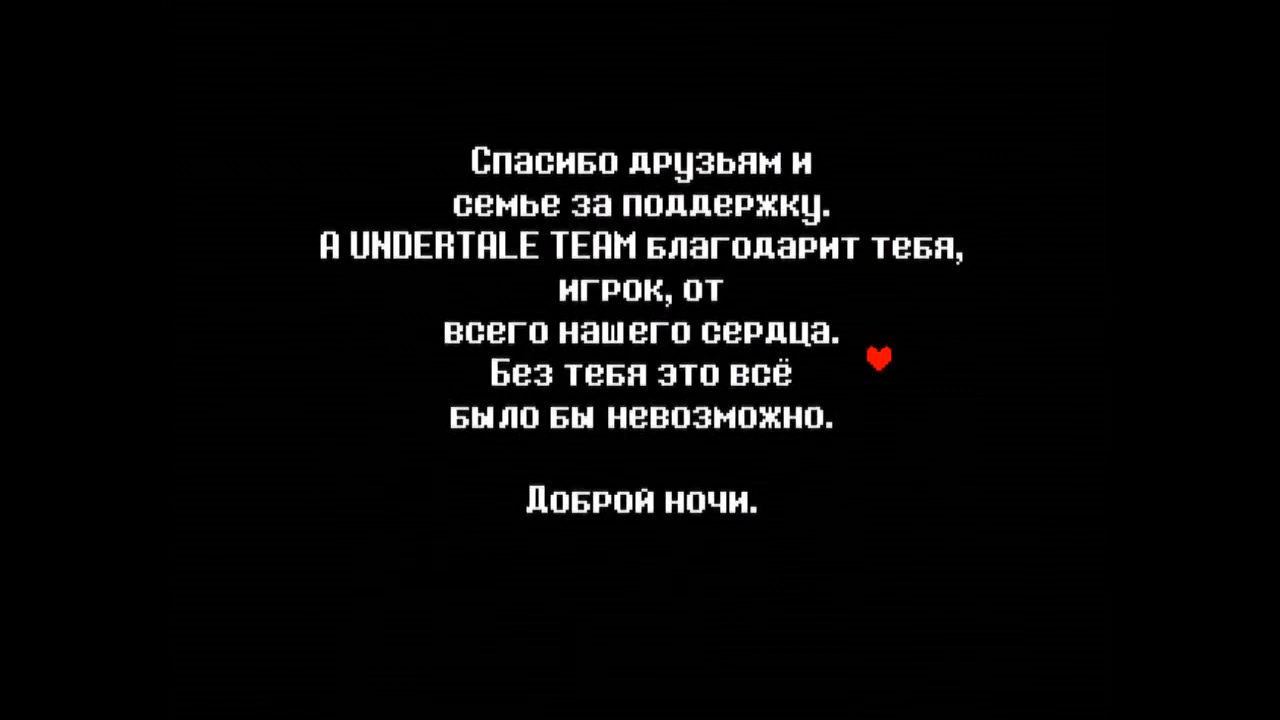 Спасибо друзьям и
семье за поддержку.
А UNDERTALE TEAM благодарит тебя,
игрок, от
всего нашего сердца.
Без тебя это всё
было бы невозможно.
Доброй ночи.